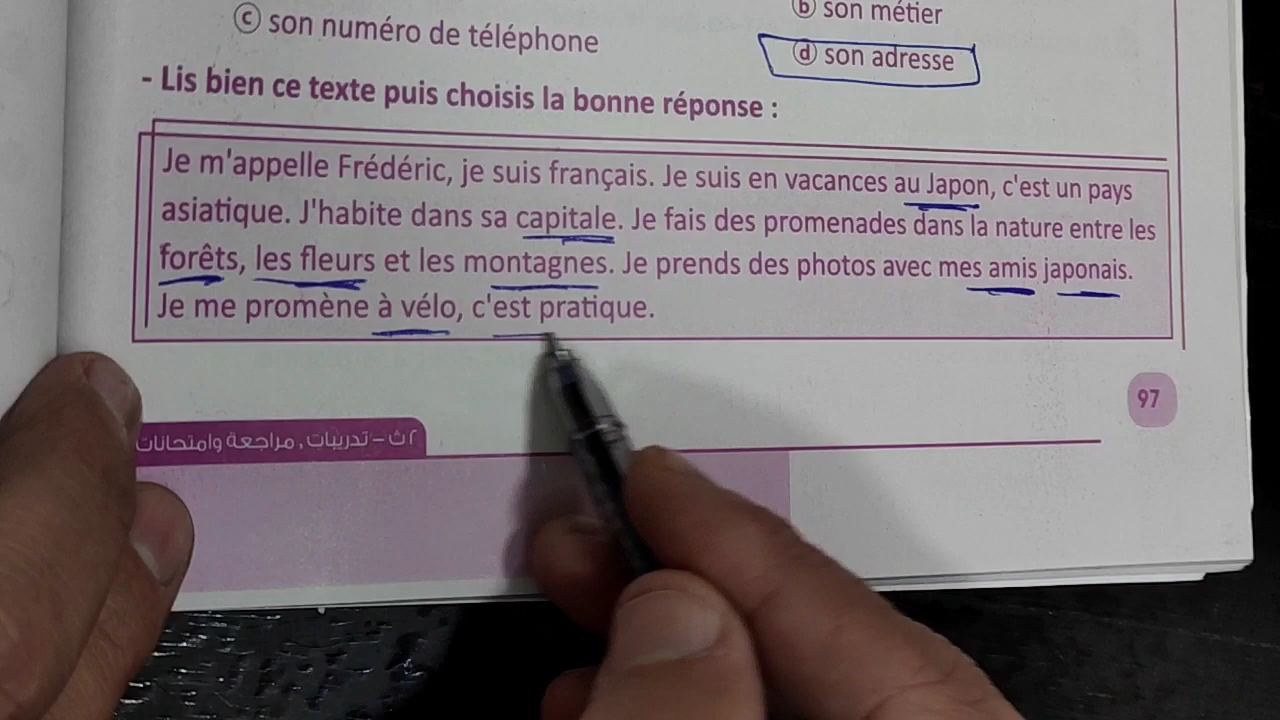 ⓑ son métier
ⓒ son numéro de téléphone
ⓓ son adresse
- Lis bien ce texte puis choisis la bonne réponse :
Je m'appelle Frédéric, je suis français. Je suis en vacances au Japon, c'est un pays
asiatique. J'habite dans sa capitale. Je fais des promenades dans la nature entre les
forêts, les fleurs et les montagnes. Je prends des photos avec mes amis japonais.
Je me promène à vélo, c'est pratique.
97
٢ث – تدريبات , مراجعة وامتحانات